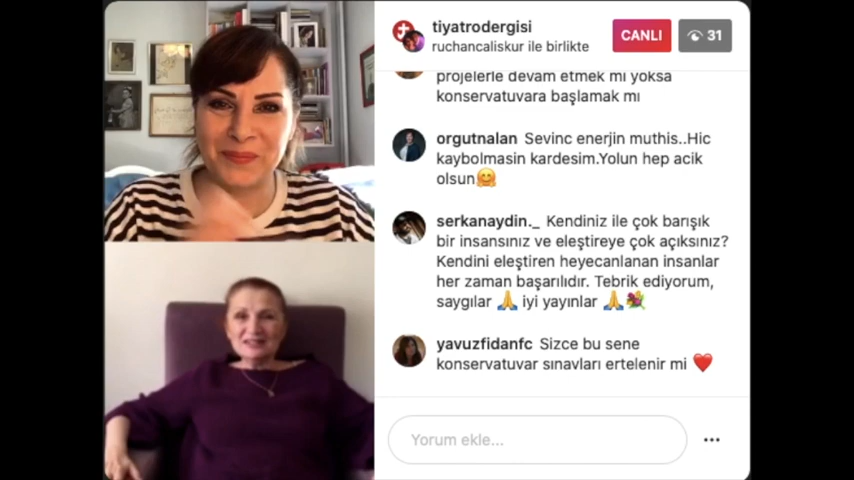 tiyatrodergisi
ruchancaliskur ile birlikte
CANLI
31
projelerle devam etmek mi yoksa
konservatuvara başlamak mı
orgutnalan Sevinc enerjin muthis..Hic
kaybolmasin kardesim.Yolun hep acik
olsun🤗
serkanaydin._ Kendiniz ile çok barışık
bir insansınız ve eleştireye çok açıksınız?
Kendini eleştiren heyecanlanan insanlar
her zaman başarılıdır. Tebrik ediyorum,
saygılar 🙏 iyi yayınlar 🙏💐
yavuzfidanfc Sizce bu sene
konservatuvar sınavları ertelenir mi ❤️
Yorum ekle...